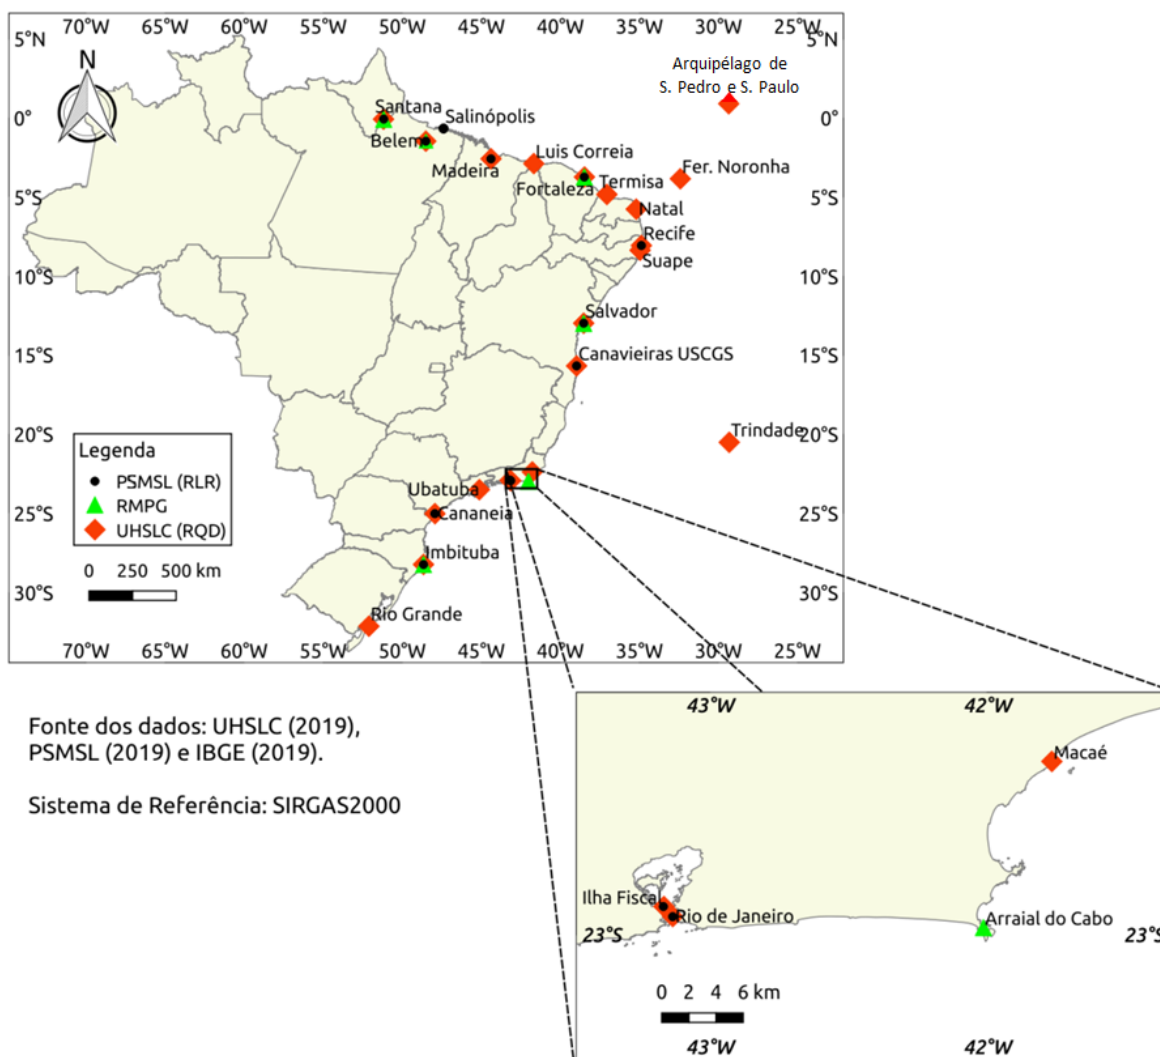 70°W 65°W 60°W 55°W 50°W 45°W 40°W 35°W 30°W 25°W
5°N 5°N
N
Arquipélago de
S. Pedro e S. Paulo
Santana
Salinópolis
0° 0°
Belem
Luis Correia
Madeira
Fer. Noronha
Fortaleza
Termisa
5°S 5°S
Natal
Recife
Suape
10°S 10°S
Salvador
15°S 15°S
Canavieiras USCGS
20°S 20°S
Trindade
Legenda
PSMSL (RLR)
RMPG
UHSLC (RQD)
Ubatuba
Cananeia
25°S 25°S
Imbituba
0 250 500 km
30°S 30°S
Rio Grande
70°W 65°W 60°W 55°W 50°W 45°W 40°W 35°W 30°W 25°W
Fonte dos dados: UHSLC (2019),
PSMSL (2019) e IBGE (2019).
Sistema de Referência: SIRGAS2000
43°W 42°W
Macaé
Ilha Fiscal
Rio de Janeiro
Arraial do Cabo
23°S 23°S
0 2 4 6 km
43°W 42°W